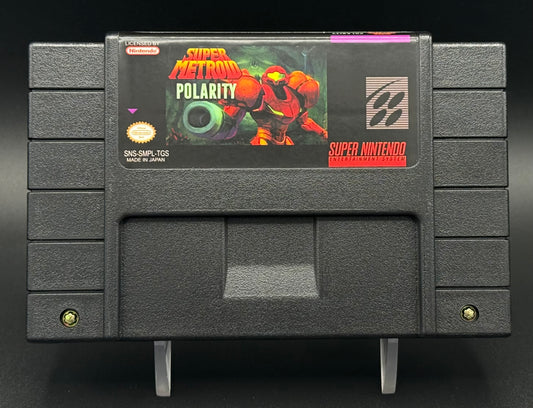 LICENSED BY
Nintendo
SUPER
METROID
POLARITY
SNS-SMPL-TGS
MADE IN JAPAN
SUPER NINTENDO
ENTERTAINMENT SYSTEM